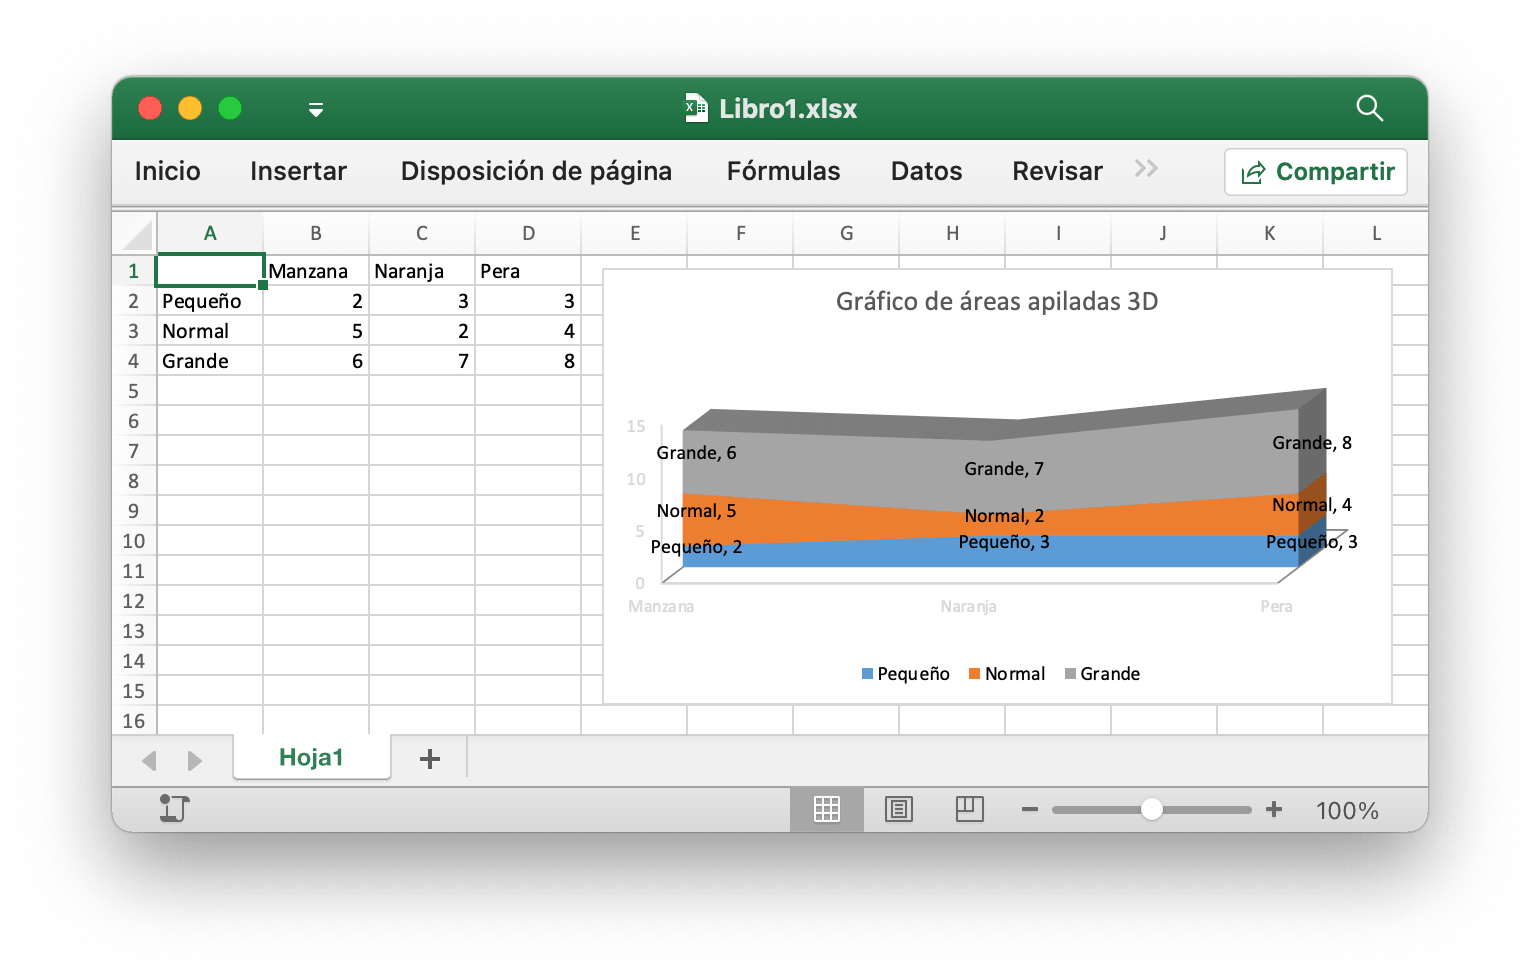 Libro1.xlsx
Inicio Insertar Disposición de página Fórmulas Datos Revisar Compartir
A B C D E F G H I J K L
1 Manzana Naranja Pera
2 Pequeño 2 3 3
3 Normal 5 2 4
4 Grande 6 7 8
5
6
7
8
9
10
11
12
13
14
15
16
Gráfico de áreas apiladas 3D
15
10
5
0
Grande, 6 Grande, 7 Grande, 8
Normal, 5 Normal, 2 Normal, 4
Pequeño, 2 Pequeño, 3 Pequeño, 3
Manzana Naranja Pera
Pequeño Normal Grande
Hoja1
100%